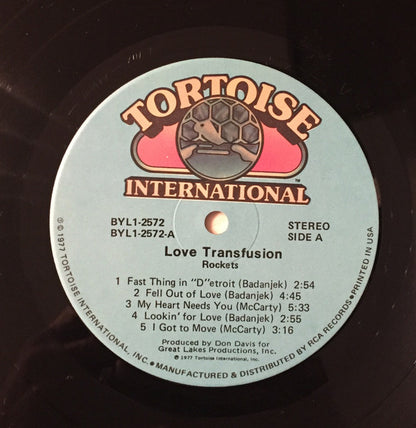 TORTOISE
INTERNATIONAL
TM
BYL1-2572
BYL1-2572-A
STEREO
SIDE A
Love Transfusion
Rockets
1 Fast Thing in "D"etroit (Badanjek) 2:54
2 Fell Out of Love (Badanjek) 4:45
3 My Heart Needs You (McCarty) 5:33
4 Lookin' for Love (Badanjek) 2:55
5 I Got to Move (McCarty) 3:16
Produced by Don Davis for
Great Lakes Productions, Inc.
℗ 1977 Tortoise International, Inc.
℗ © 1977 TORTOISE INTERNATIONAL, INC. • MANUFACTURED & DISTRIBUTED BY RCA RECORDS • PRINTED IN USA